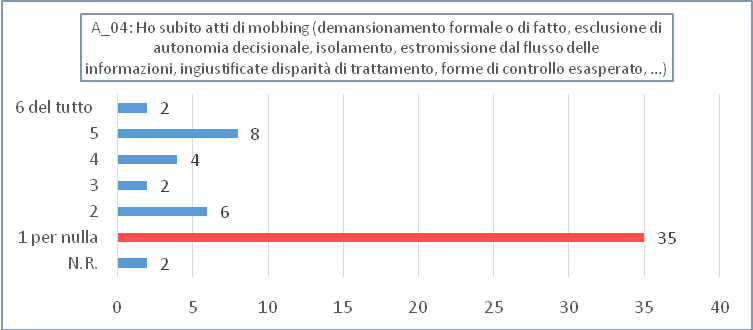 A_04: Ho subito atti di mobbing (demansionamento formale o di fatto, esclusione di
autonomia decisionale, isolamento, estromissione dal flusso delle
informazioni, ingiustificate disparità di trattamento, forme di controllo esasperato, ...)
6 del tutto 2
5 8
4 4
3 2
2 6
1 per nulla 35
N.R. 2
0 5 10 15 20 25 30 35 40